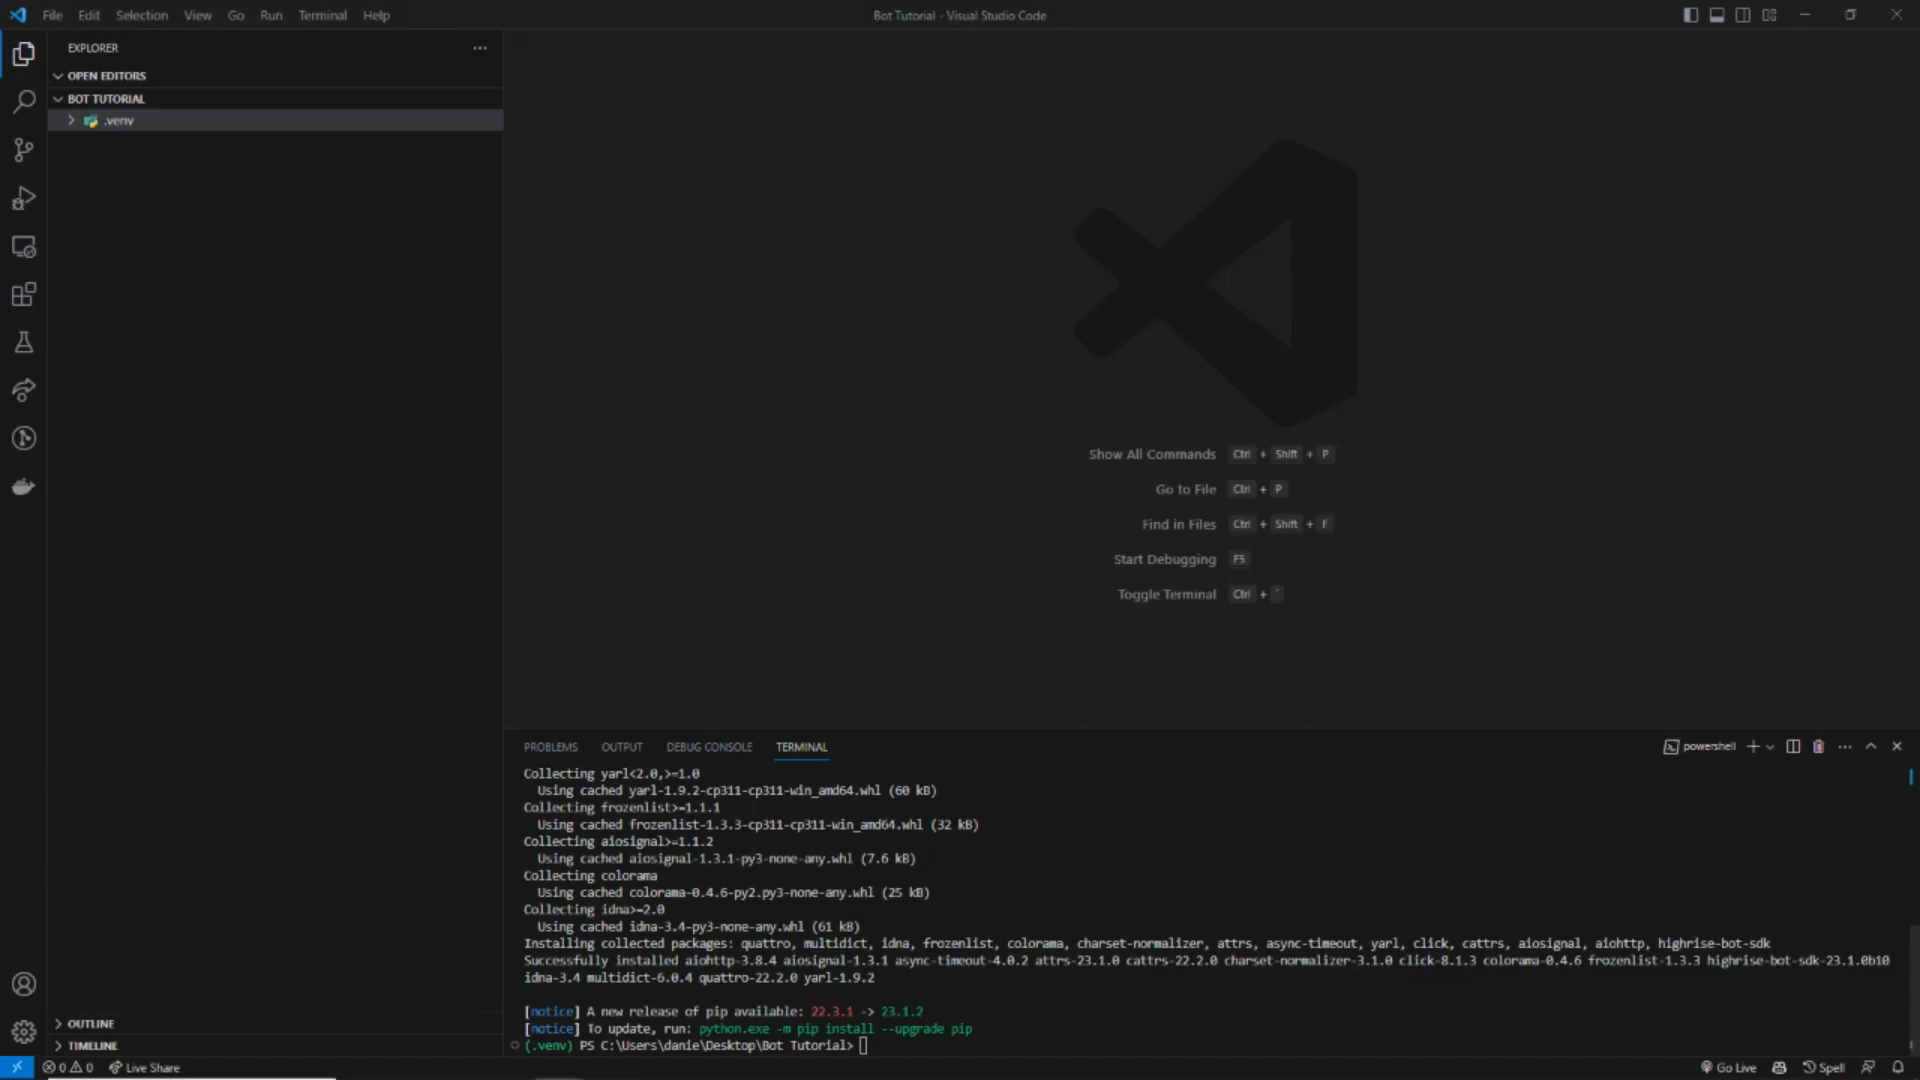 File Edit Selection View Go Run Terminal Help
Bot Tutorial - Visual Studio Code
EXPLORER
OPEN EDITORS
BOT TUTORIAL
.venv
Show All Commands Ctrl + Shift + P
Go to File Ctrl + P
Find in Files Ctrl + Shift + F
Start Debugging F5
Toggle Terminal Ctrl + `
PROBLEMS OUTPUT DEBUG CONSOLE TERMINAL
powershell
Collecting yarl<2.0,>=1.0
Using cached yarl-1.9.2-cp311-cp311-win_amd64.whl (60 kB)
Collecting frozenlist>=1.1.1
Using cached frozenlist-1.3.3-cp311-cp311-win_amd64.whl (32 kB)
Collecting aiosignal>=1.1.2
Using cached aiosignal-1.3.1-py3-none-any.whl (7.6 kB)
Collecting colorama
Using cached colorama-0.4.6-py2.py3-none-any.whl (25 kB)
Collecting idna>=2.0
Using cached idna-3.4-py3-none-any.whl (61 kB)
Installing collected packages: quattro, multidict, idna, frozenlist, colorama, charset-normalizer, attrs, async-timeout, yarl, click, cattrs, aiosignal, aiohttp, highrise-bot-sdk
Successfully installed aiohttp-3.8.4 aiosignal-1.3.1 async-timeout-4.0.2 attrs-23.1.0 cattrs-22.2.0 charset-normalizer-3.1.0 click-8.1.3 colorama-0.4.6 frozenlist-1.3.3 highrise-bot-sdk-23.1.0b10
idna-3.4 multidict-6.0.4 quattro-22.2.0 yarl-1.9.2
[notice] A new release of pip available: 22.3.1 -> 23.1.2
[notice] To update, run: python.exe -m pip install --upgrade pip
(.venv) PS C:\Users\danie\Desktop\Bot Tutorial>
OUTLINE
TIMELINE
0 0 Live Share
Go Live Spell